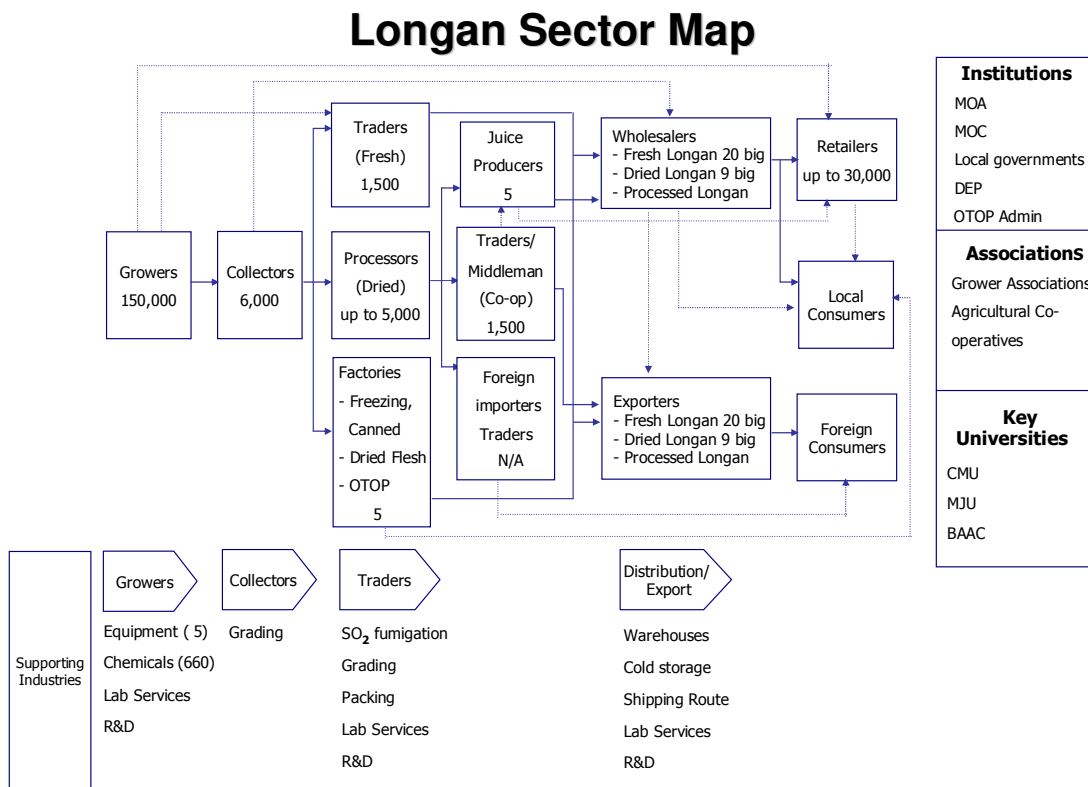 Longan Sector Map
Growers
150,000
Collectors
6,000
Traders
(Fresh)
1,500
Processors
(Dried)
up to 5,000
Factories
- Freezing,
Canned
- Dried Flesh
- OTOP
5
Juice
Producers
5
Traders/
Middleman
(Co-op)
1,500
Foreign
importers
Traders
N/A
Wholesalers
- Fresh Longan 20 big
- Dried Longan 9 big
- Processed Longan
Exporters
- Fresh Longan 20 big
- Dried Longan 9 big
- Processed Longan
Retailers
up to 30,000
Local
Consumers
Foreign
Consumers
Institutions
MOA
MOC
Local governments
DEP
OTOP Admin
Associations
Grower Associations
Agricultural Co-
operatives
Key
Universities
CMU
MJU
BAAC
Supporting
Industries
Growers
Equipment ( 5)
Chemicals (660)
Lab Services
R&D
Collectors
Grading
Traders
SO2 fumigation
Grading
Packing
Lab Services
R&D
Distribution/
Export
Warehouses
Cold storage
Shipping Route
Lab Services
R&D